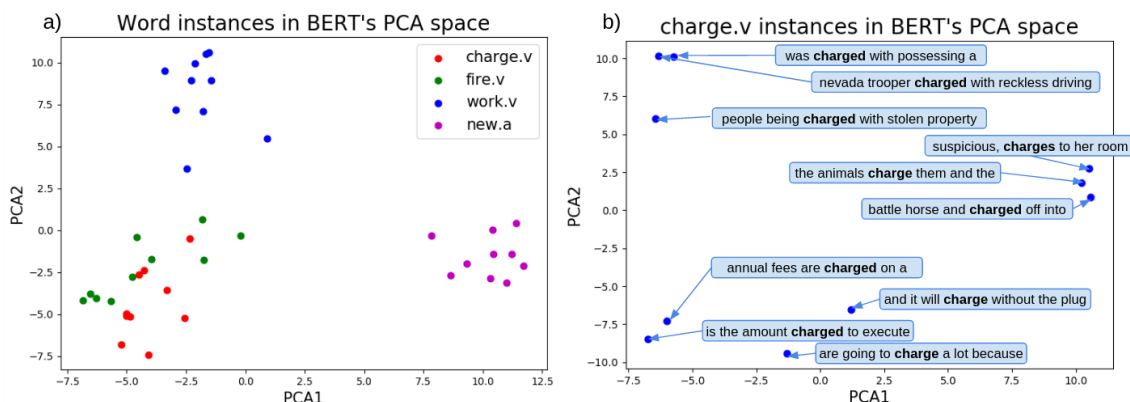 a) Word instances in BERT's PCA space
charge.v
fire.v
work.v
new.a
10.0
7.5
5.0
2.5
0.0
−2.5
−5.0
−7.5
PCA2
−7.5 −5.0 −2.5 0.0 2.5 5.0 7.5 10.0 12.5
PCA1
b) charge.v instances in BERT's PCA space
was charged with possessing a
nevada trooper charged with reckless driving
people being charged with stolen property
suspicious, charges to her room
the animals charge them and the
battle horse and charged off into
annual fees are charged on a
and it will charge without the plug
is the amount charged to execute
are going to charge a lot because
10.0
7.5
5.0
2.5
0.0
−2.5
−5.0
−7.5
−10.0
PCA2
−7.5 −5.0 −2.5 0.0 2.5 5.0 7.5 10.0
PCA1